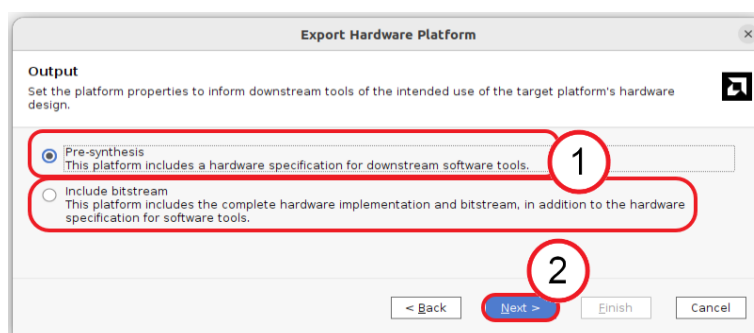 Export Hardware Platform
Output
Set the platform properties to inform downstream tools of the intended use of the target platform's hardware
design.
Pre-synthesis
This platform includes a hardware specification for downstream software tools.
1
Include bitstream
This platform includes the complete hardware implementation and bitstream, in addition to the hardware
specification for software tools.
2
< Back Next > Finish Cancel